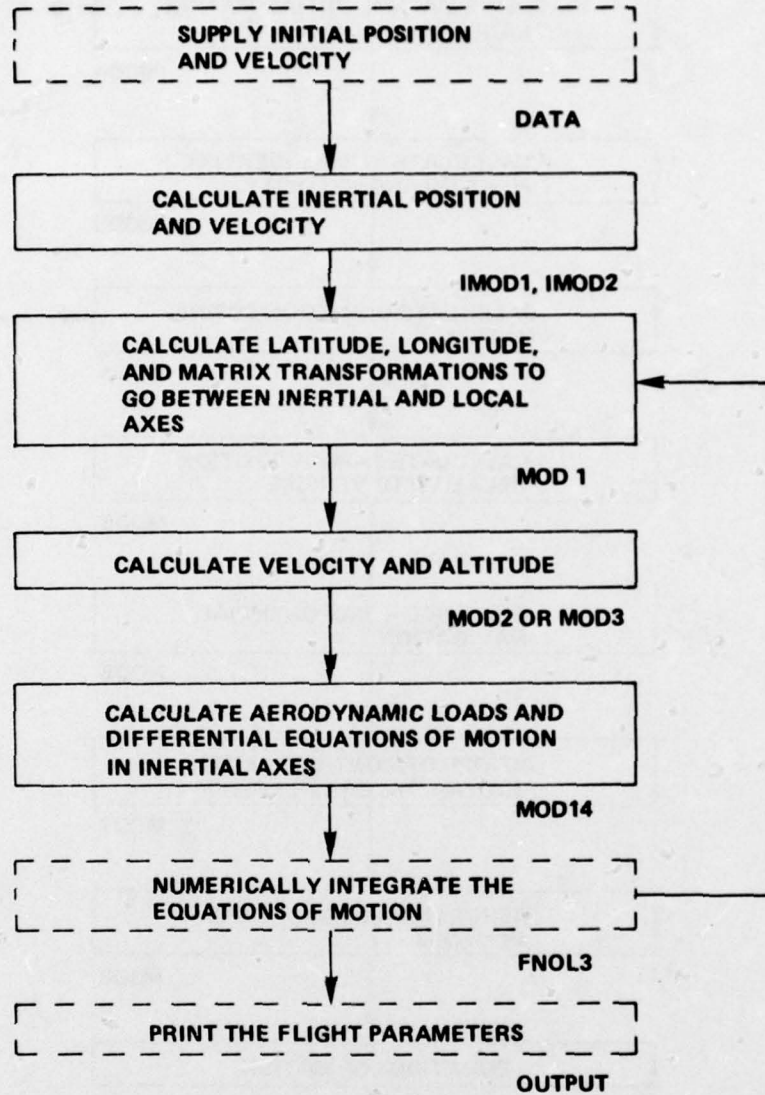 SUPPLY INITIAL POSITION
AND VELOCITY
DATA
CALCULATE INERTIAL POSITION
AND VELOCITY
IMOD1, IMOD2
CALCULATE LATITUDE, LONGITUDE,
AND MATRIX TRANSFORMATIONS TO
GO BETWEEN INERTIAL AND LOCAL
AXES
MOD 1
CALCULATE VELOCITY AND ALTITUDE
MOD2 OR MOD3
CALCULATE AERODYNAMIC LOADS AND
DIFFERENTIAL EQUATIONS OF MOTION
IN INERTIAL AXES
MOD14
NUMERICALLY INTEGRATE THE
EQUATIONS OF MOTION
FNOL3
PRINT THE FLIGHT PARAMETERS
OUTPUT